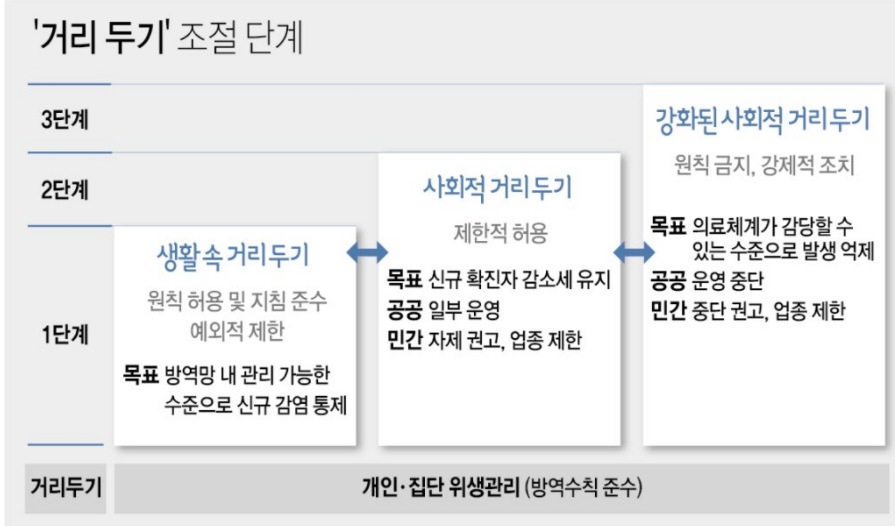 '거리 두기' 조절 단계
3단계
2단계
1단계
생활 속 거리 두기
원칙 허용 및 지침 준수
예외적 제한
목표 방역망 내 관리 가능한
수준으로 신규 감염 통제
사회적 거리 두기
제한적 허용
목표 신규 확진자 감소세 유지
공공 일부 운영
민간 자제 권고, 업종 제한
강화된 사회적 거리 두기
원칙 금지, 강제적 조치
목표 의료체계가 감당할 수
있는 수준으로 발생 억제
공공 운영 중단
민간 중단 권고, 업종 제한
거리두기
개인·집단 위생관리 (방역수칙 준수)